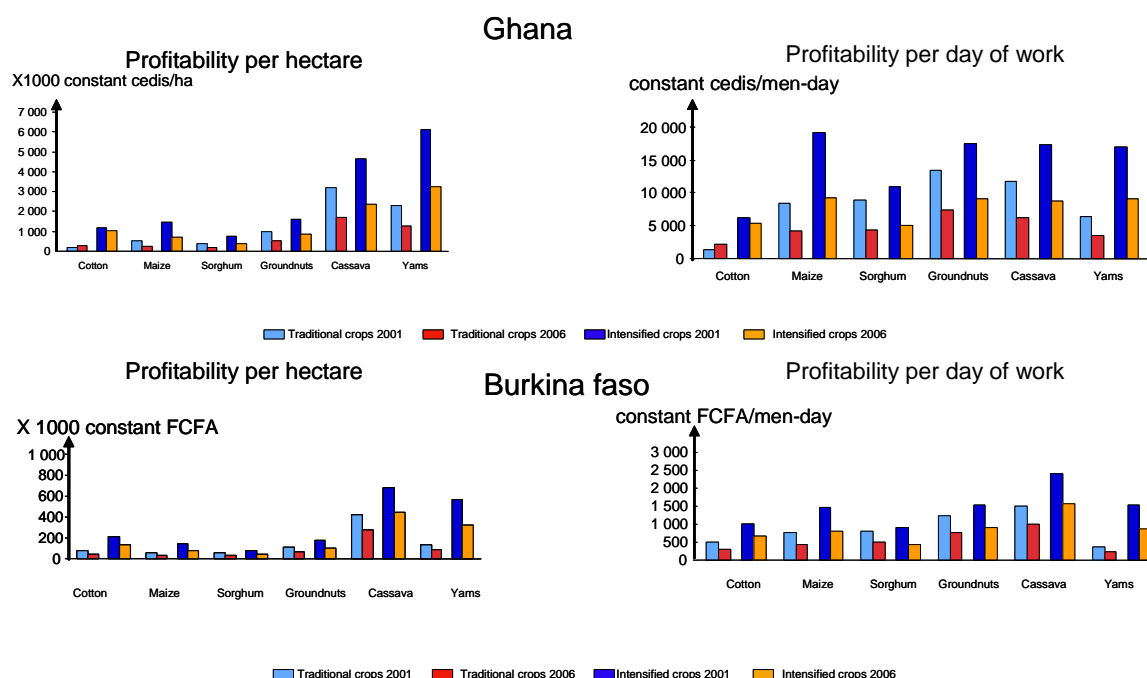 Ghana
Profitability per hectare
X1000 constant cedis/ha
7 000
6 000
5 000
4 000
3 000
2 000
1 000
0
Cotton Maize Sorghum Groundnuts Cassava Yams
Profitability per day of work
constant cedis/men-day
20 000
15 000
10 000
5 000
0
Cotton Maize Sorghum Groundnuts Cassava Yams
Traditional crops 2001 Traditional crops 2006 Intensified crops 2001 Intensified crops 2006
Burkina faso
Profitability per hectare
X 1000 constant FCFA
1 000
800
600
400
200
0
Cotton Maize Sorghum Groundnuts Cassava Yams
Profitability per day of work
constant FCFA/men-day
3 000
2 500
2 000
1 500
1 000
500
0
Cotton Maize Sorghum Groundnuts Cassava Yams
Traditional crops 2001 Traditional crops 2006 Intensified crops 2001 Intensified crops 2006